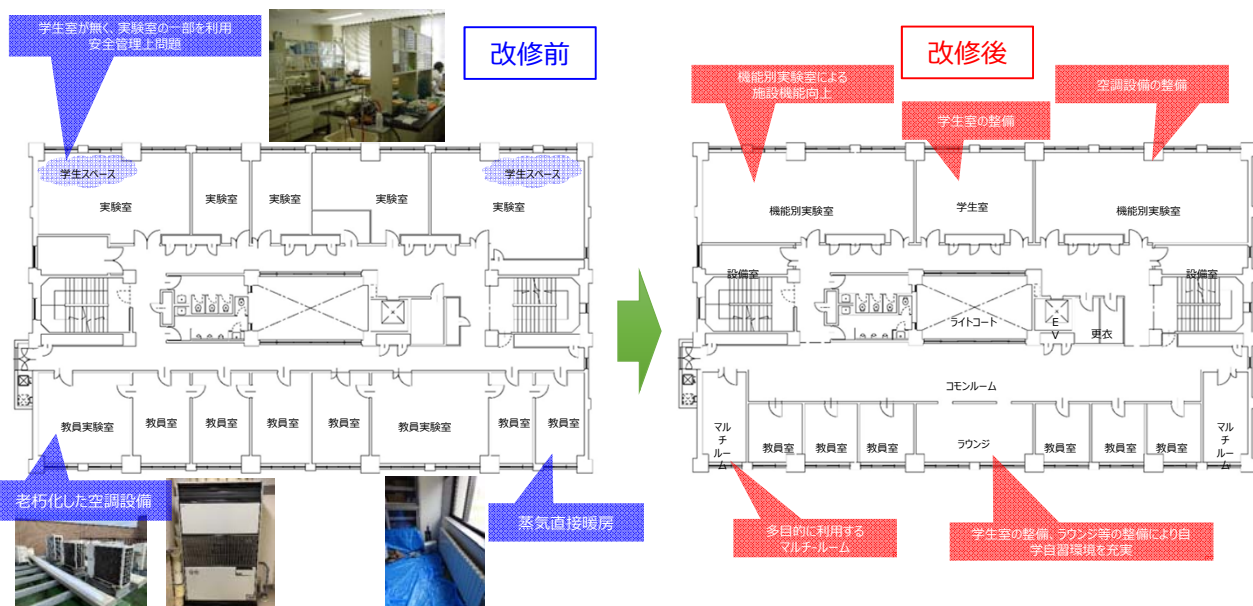 学生室が無く、実験室の一部を利用
安全管理上問題
改修前
学生スペース
学生スペース
実験室
実験室
実験室
実験室
実験室
教員実験室
教員室
教員室
教員室
教員実験室
教員室
教員室
老朽化した空調設備
蒸気直接暖房
改修後
機能別実験室による
施設機能向上
学生室の整備
空調設備の整備
機能別実験室
学生室
機能別実験室
設備室
設備室
ライトコート
EV
更衣
コモンルーム
マルチルーム
教員室
教員室
教員室
ラウンジ
教員室
教員室
教員室
マルチルーム
多目的に利用する
マルチルーム
学生室の整備、ラウンジ等の整備により自
学自習環境を充実